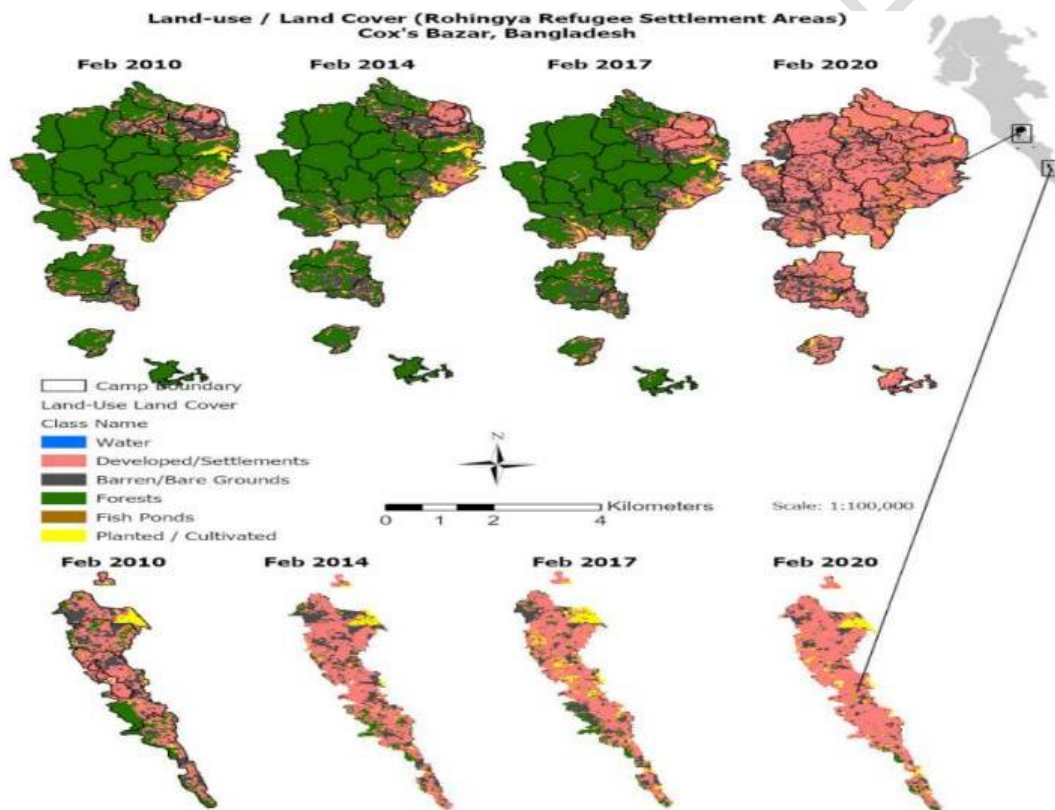 Land-use / Land Cover (Rohingya Refugee Settlement Areas)
Cox's Bazar, Bangladesh
Feb 2010 Feb 2014 Feb 2017 Feb 2020
Camp Boundary
Land-Use Land Cover
Class Name
Water
Developed/Settlements
Barren/Bare Grounds
Forests
Fish Ponds
Planted / Cultivated
N
Kilometers
0 1 2 4
Scale: 1:100,000
Feb 2010 Feb 2014 Feb 2017 Feb 2020